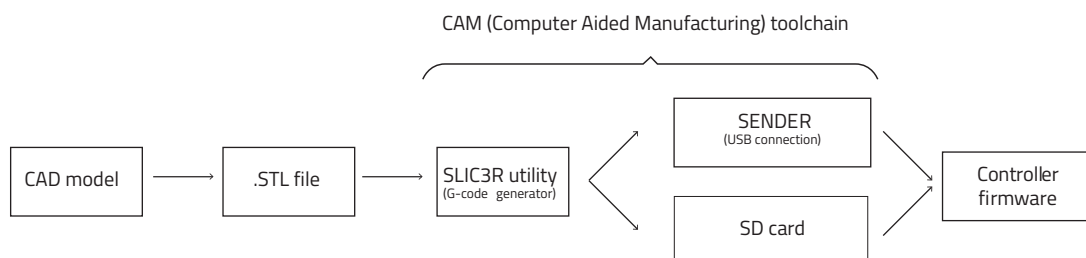 CAM (Computer Aided Manufacturing) toolchain
CAD model
.STL file
SLIC3R utility
(G-code generator)
SENDER
(USB connection)
SD card
Controller
firmware